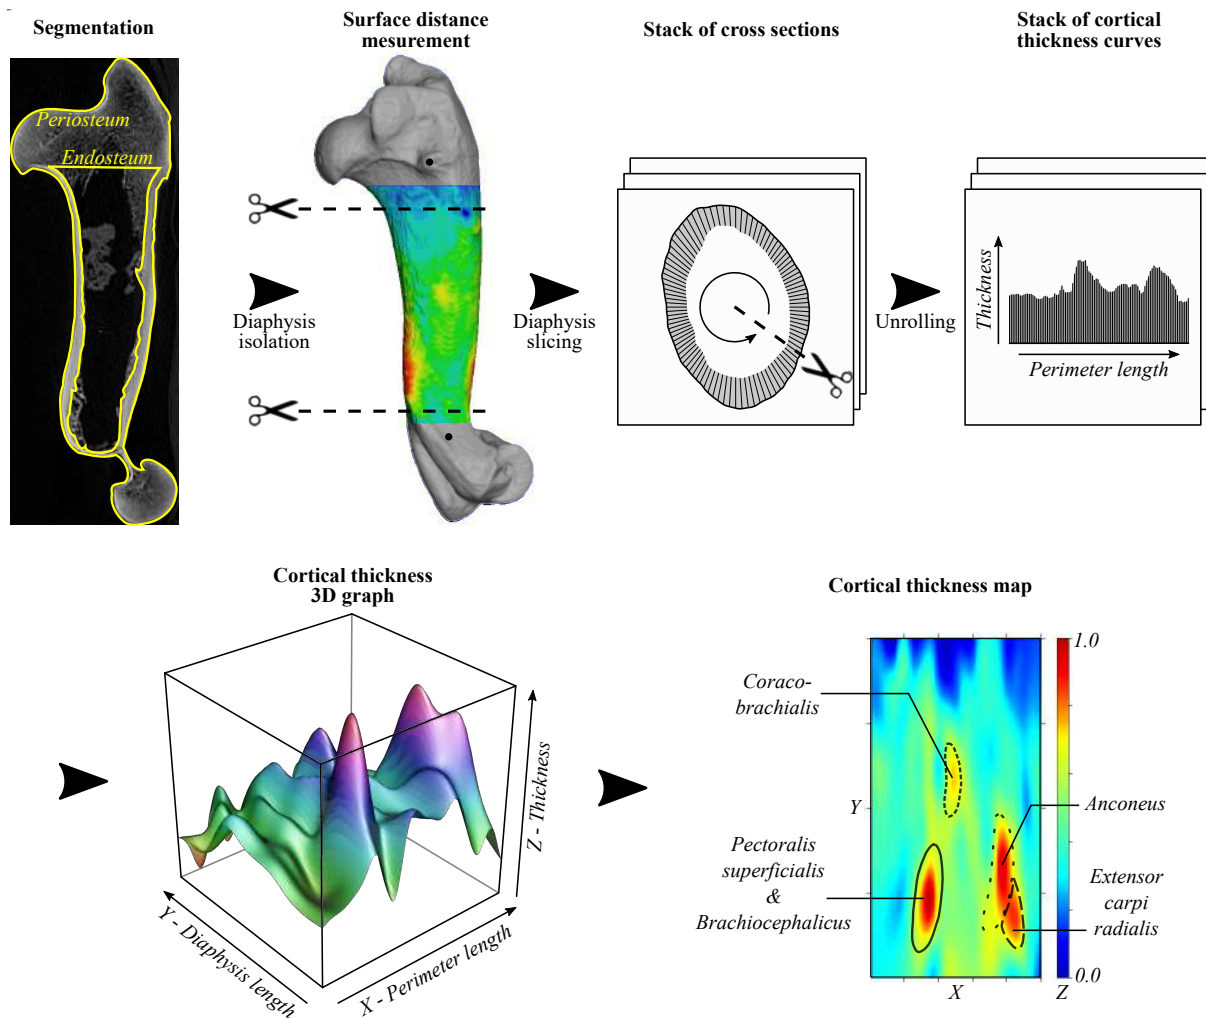 Segmentation
Surface distance
mesurement
Stack of cross sections
Stack of cortical
thickness curves
Periosteum
Endosteum
Diaphysis
isolation
Diaphysis
slicing
Unrolling
Thickness
Perimeter length
Cortical thickness
3D graph
Z - Thickness
Y - Diaphysis length
X - Perimeter length
Cortical thickness map
1.0
Coraco-
brachialis
Y
Anconeus
Pectoralis
superficialis
&
Brachiocephalicus
Extensor
carpi
radialis
0.0
X
Z